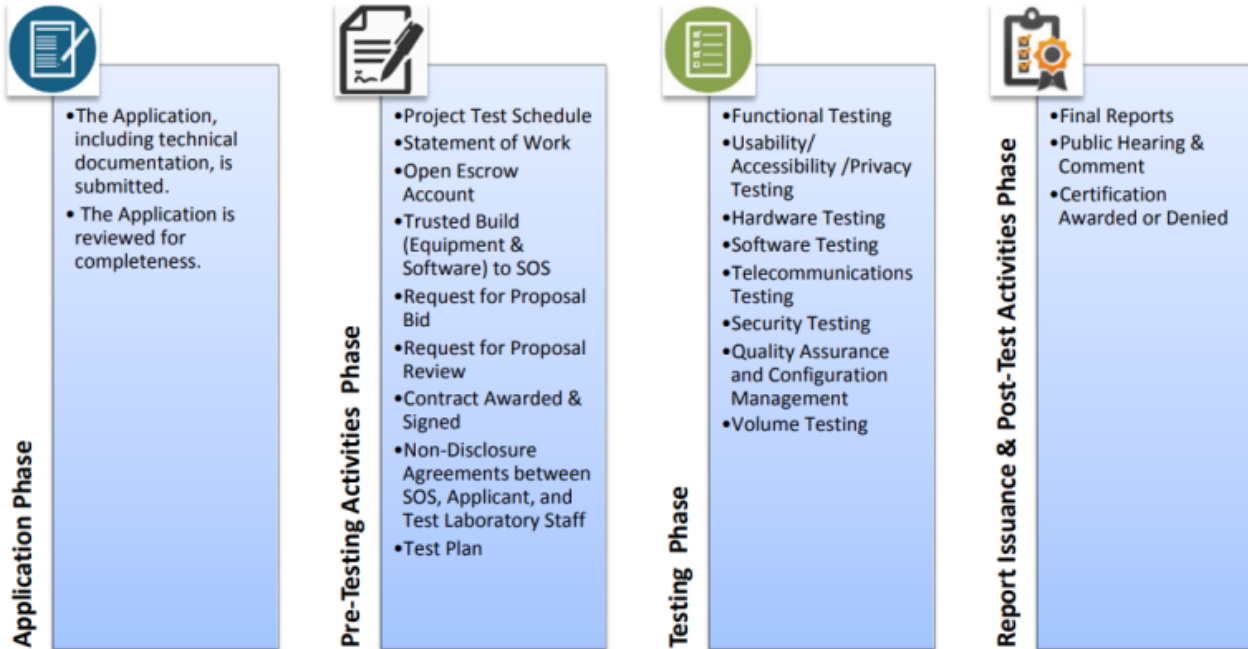 Application Phase
•The Application,
including technical
documentation, is
submitted.
• The Application is
reviewed for
completeness.
Pre-Testing Activities Phase
•Project Test Schedule
•Statement of Work
•Open Escrow
Account
•Trusted Build
(Equipment &
Software) to SOS
•Request for Proposal
Bid
•Request for Proposal
Review
•Contract Awarded &
Signed
•Non-Disclosure
Agreements between
SOS, Applicant, and
Test Laboratory Staff
•Test Plan
Testing Phase
•Functional Testing
•Usability/
Accessibility /Privacy
Testing
•Hardware Testing
•Software Testing
•Telecommunications
Testing
•Security Testing
•Quality Assurance
and Configuration
Management
•Volume Testing
Report Issuance & Post-Test Activities Phase
•Final Reports
•Public Hearing &
Comment
•Certification
Awarded or Denied